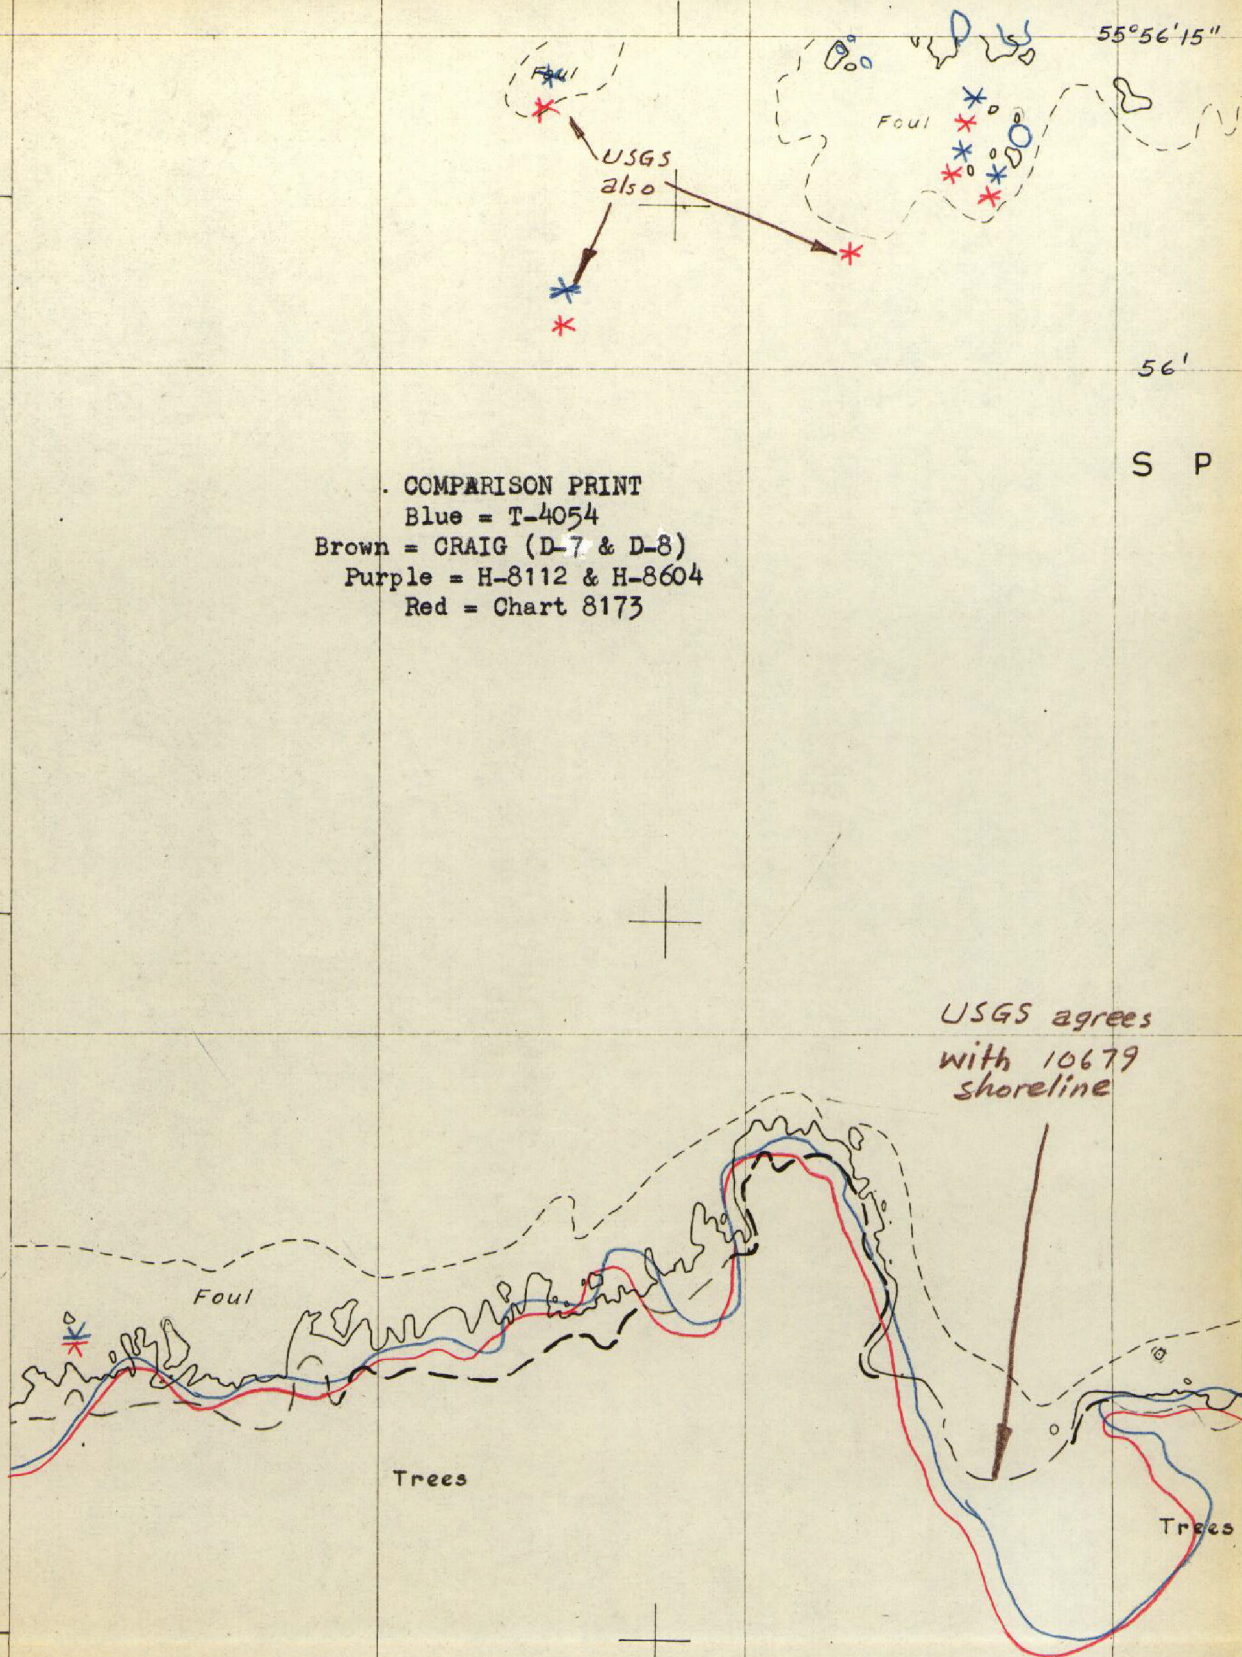 55°56'15"
Foul
Foul
USGS
also
56'
S P
. COMPARISON PRINT
Blue = T-4054
Brown = CRAIG (D-7 & D-8)
Purple = H-8112 & H-8604
Red = Chart 8173
USGS agrees
with 10679
shoreline
Foul
Trees
Trees